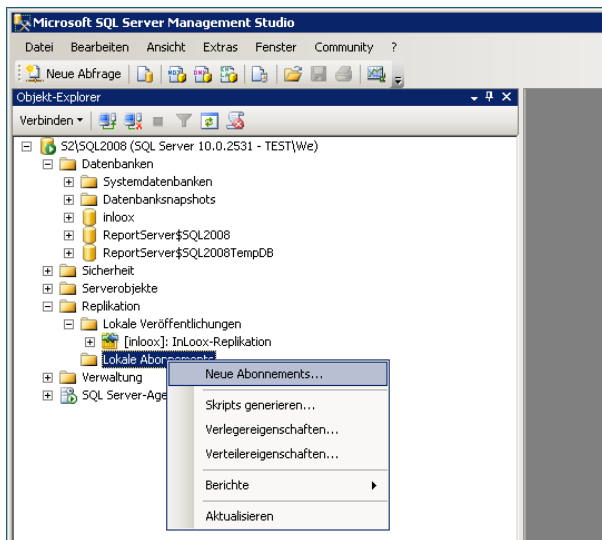 Microsoft SQL Server Management Studio
Datei Bearbeiten Ansicht Extras Fenster Community ?
Neue Abfrage
Objekt-Explorer
Verbinden
S2\SQL2008 (SQL Server 10.0.2531 - TEST\We)
Datenbanken
Systemdatenbanken
Datenbanksnapshots
inloox
ReportServer$SQL2008
ReportServer$SQL2008TempDB
Sicherheit
Serverobjekte
Replikation
Lokale Veröffentlichungen
[inloox]: InLoox-Replikation
Lokale Abonnements
Neue Abonnements...
Verwaltung
SQL Server-Age
Skripts generieren...
Verlegereigenschaften...
Verteilereigenschaften...
Berichte
Aktualisieren